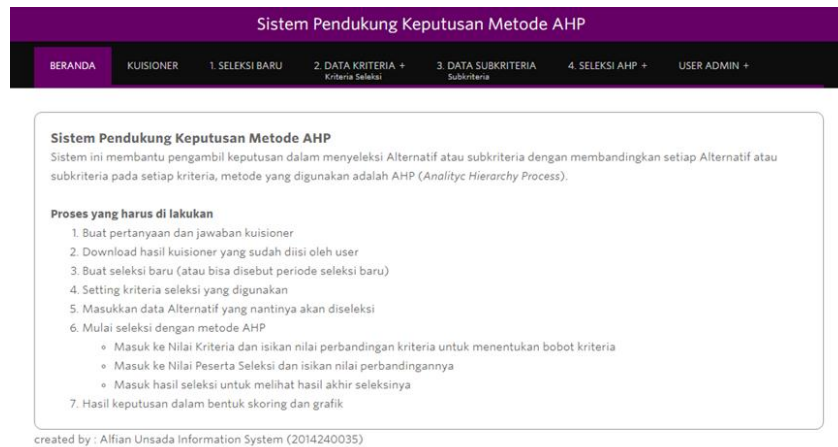 Sistem Pendukung Keputusan Metode AHP
BERANDA KUISIONER 1. SELEKSI BARU 2. DATA KRITERIA + 3. DATA SUBKRITERIA 4. SELEKSI AHP + USER ADMIN +
Kriteria Seleksi Subkriteria
Sistem Pendukung Keputusan Metode AHP
Sistem ini membantu pengambil keputusan dalam menyeleksi Alternatif atau subkriteria dengan membandingkan setiap Alternatif atau
subkriteria pada setiap kriteria, metode yang digunakan adalah AHP (Analityc Hierarchy Process).
Proses yang harus di lakukan
1. Buat pertanyaan dan jawaban kuisioner
2. Download hasil kuisioner yang sudah diisi oleh user
3. Buat seleksi baru (atau bisa disebut periode seleksi baru)
4. Setting kriteria seleksi yang digunakan
5. Masukkan data Alternatif yang nantinya akan diseleksi
6. Mulai seleksi dengan metode AHP
Masuk ke Nilai Kriteria dan isikan nilai perbandingan kriteria untuk menentukan bobot kriteria
Masuk ke Nilai Peserta Seleksi dan isikan nilai perbandingannya
Masuk hasil seleksi untuk melihat hasil akhir seleksinya
7. Hasil keputusan dalam bentuk skoring dan grafik
created by : Alfian Unsada Information System (2014240035)